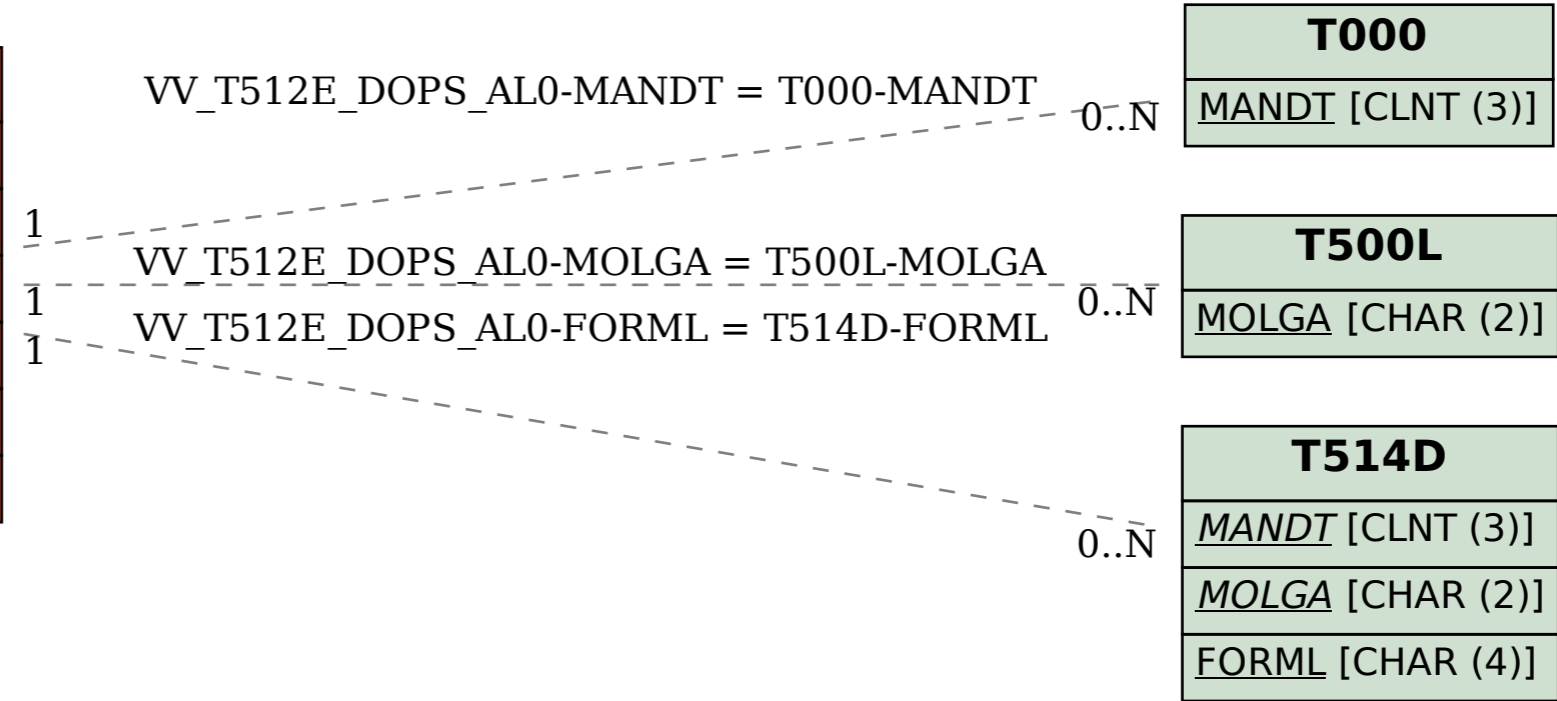 VV_T512E_DOPS_AL0-MANDT = T000-MANDT
0..N
1
T000
MANDT [CLNT (3)]
VV_T512E_DOPS_AL0-MOLGA = T500L-MOLGA
0..N
1
T500L
MOLGA [CHAR (2)]
VV_T512E_DOPS_AL0-FORML = T514D-FORML
1
0..N
T514D
MANDT [CLNT (3)]
MOLGA [CHAR (2)]
FORML [CHAR (4)]